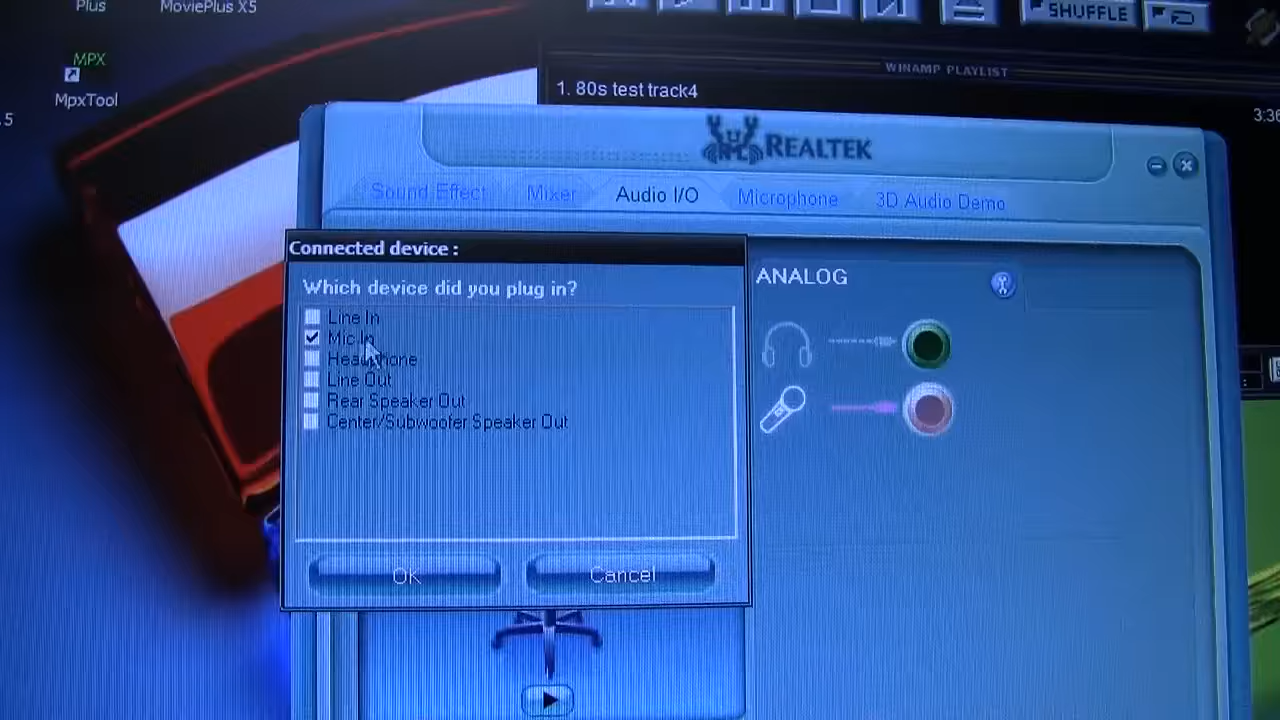 Plus
MoviePlus X5
SHUFFLE
MPX
MpxTool
WINAMP PLAYLIST
1. 80s test track4
3:36
.5
REALTEK
Sound Effect
Mixer
Audio I/O
Microphone
3D Audio Demo
Connected device :
Which device did you plug in?
Line In
Mic In
Headphone
Line Out
Rear Speaker Out
Center/Subwoofer Speaker Out
OK
Cancel
ANALOG